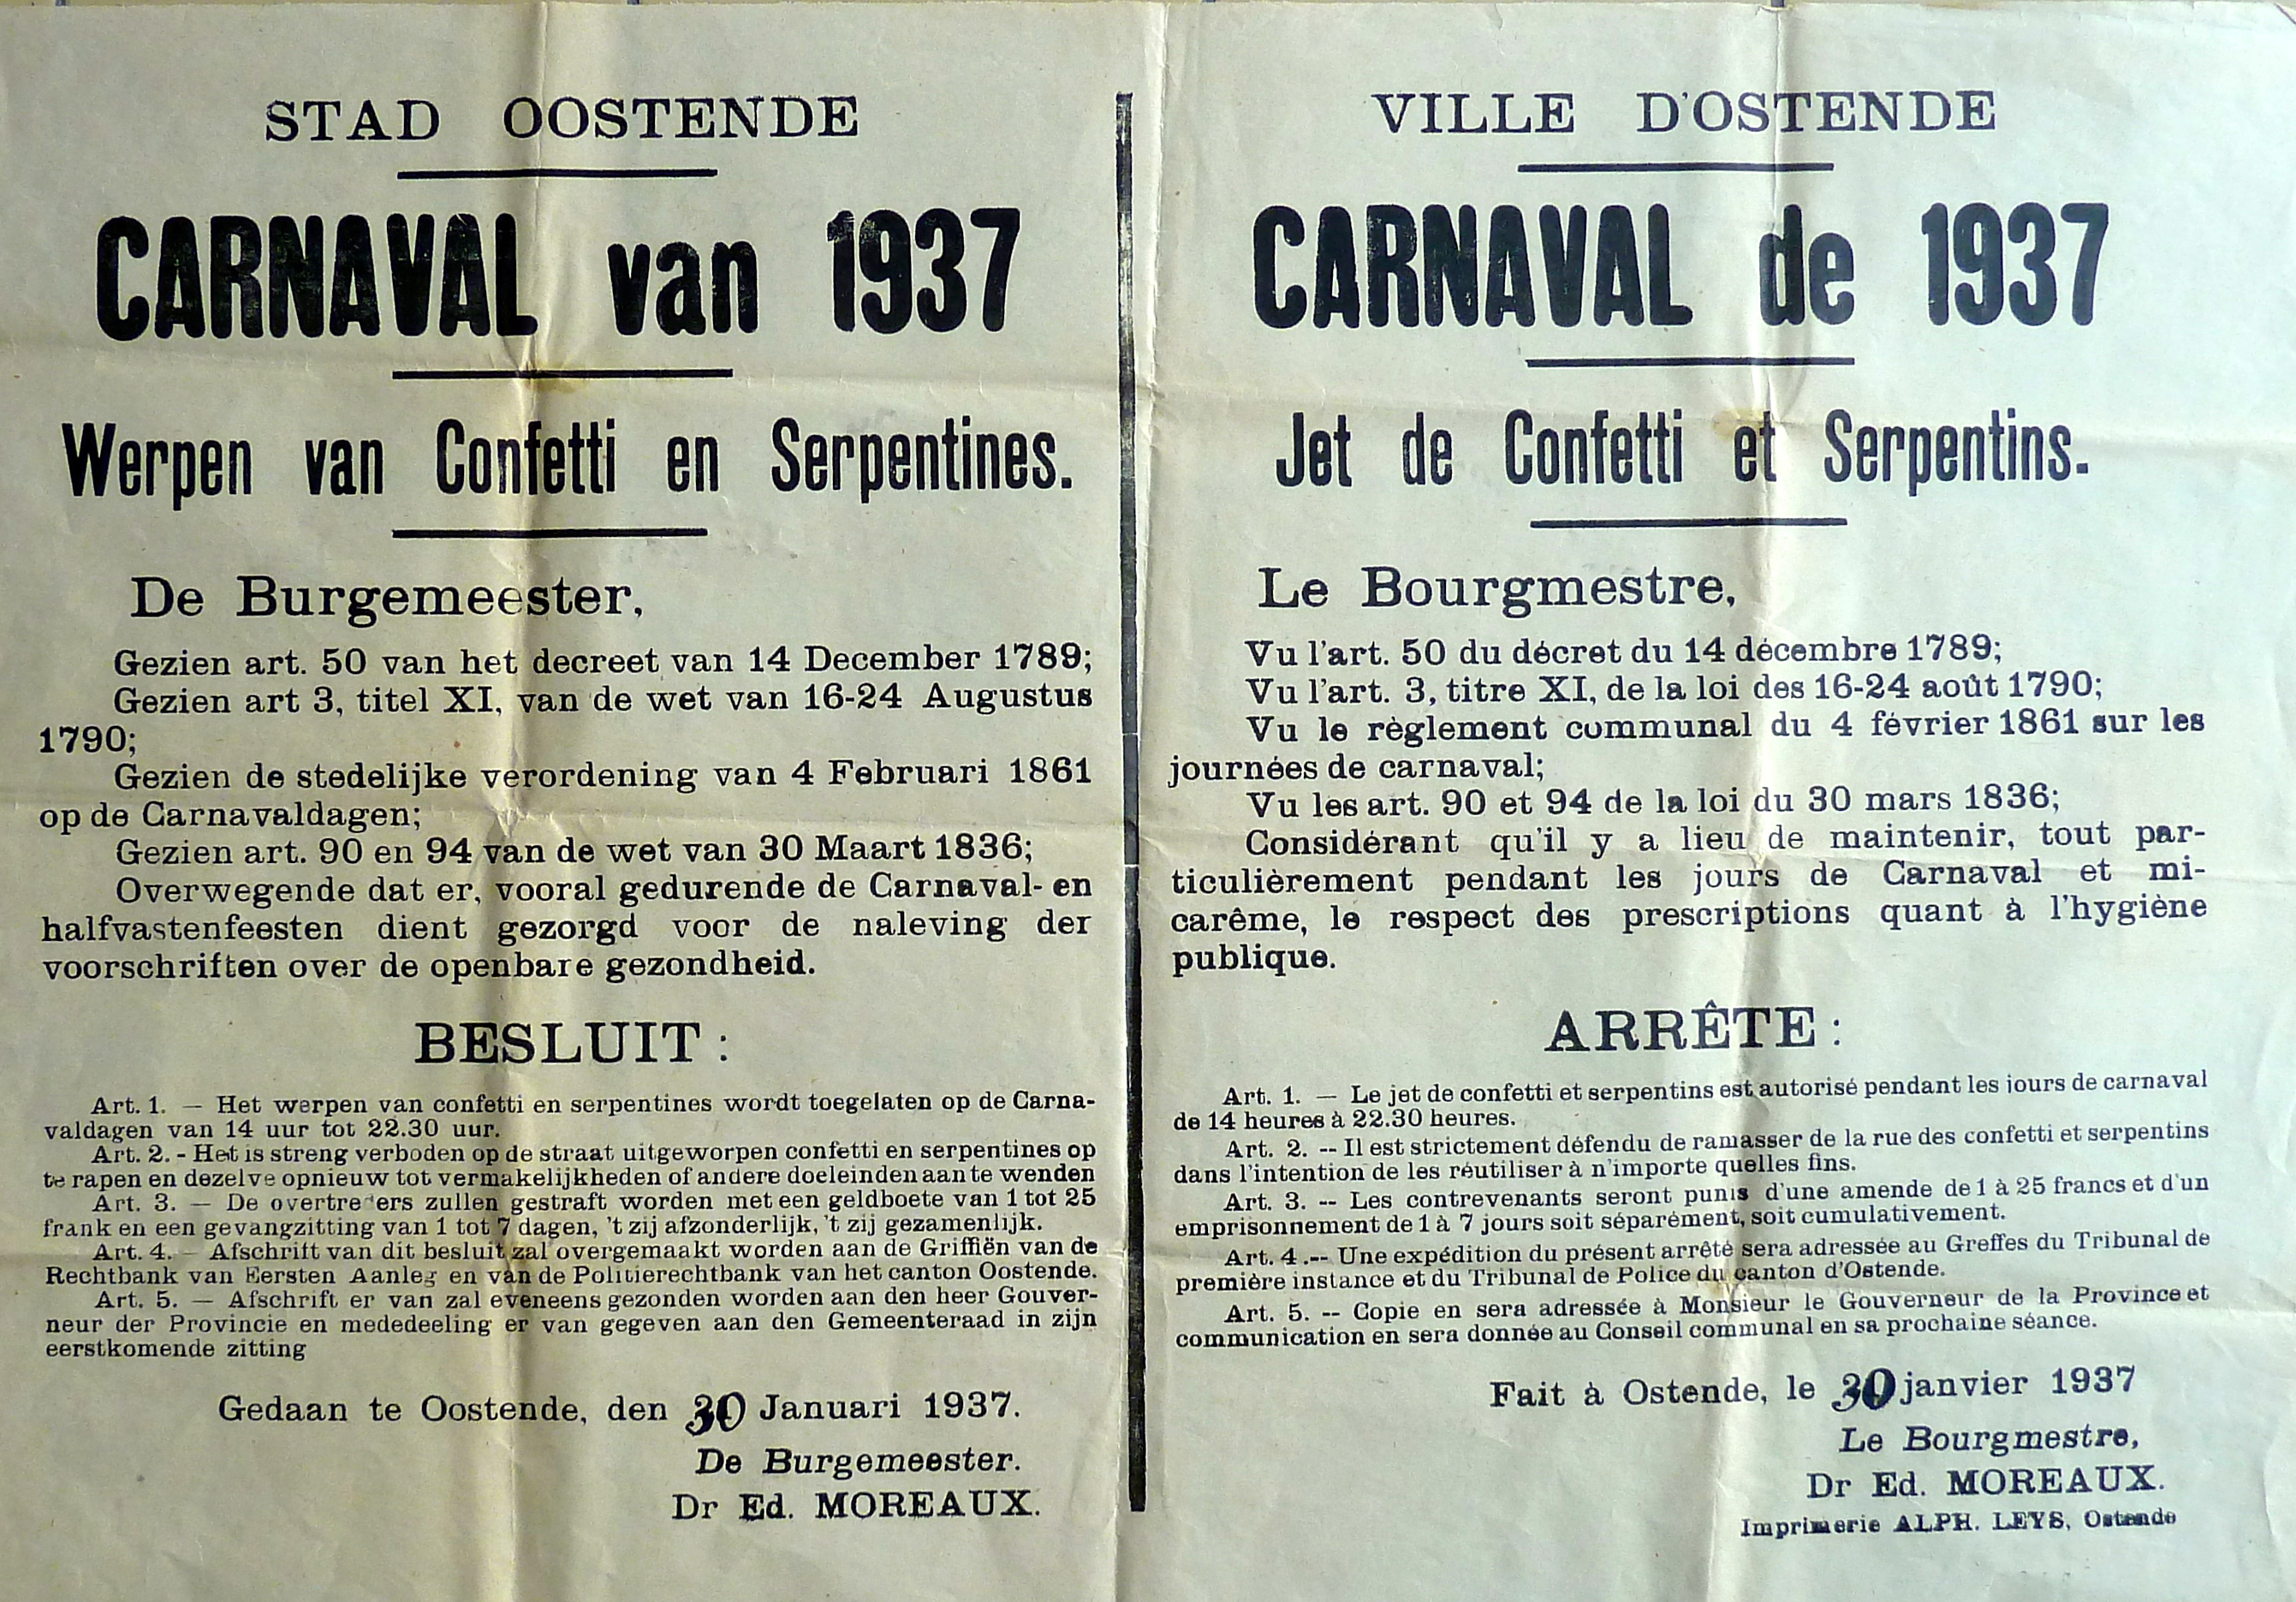 STAD OOSTENDE
CARNAVAL van 1937
Werpen van Confetti en Serpentines.
De Burgemeester,
Gezien art. 50 van het decreet van 14 December 1789;
Gezien art 3, titel XI, van de wet van 16-24 Augustus
1790;
Gezien de stedelijke verordening van 4 Februari 1861
op de Carnavaldagen;
Gezien art. 90 en 94 van de wet van 30 Maart 1836;
Overwegende dat er, vooral gedurende de Carnaval- en
halfvastenfeesten dient gezorgd voor de naleving der
voorschriften over de openbare gezondheid.
BESLUIT :
Art. 1. — Het werpen van confetti en serpentines wordt toegelaten op de Carna-
valdagen van 14 uur tot 22.30 uur.
Art. 2. - Het is streng verboden op de straat uitgeworpen confetti en serpentines op
te rapen en dezelve opnieuw tot vermakelijkheden of andere doeleinden aan te wenden
Art. 3. — De overtreders zullen gestraft worden met een geldboete van 1 tot 25
frank en een gevangzitting van 1 tot 7 dagen, 't zij afzonderlijk, 't zij gezamenlijk.
Art. 4. — Afschrift van dit besluit zal overgemaakt worden aan de Griffiën van de
Rechtbank van Eersten Aanleg en van de Politierechtbank van het canton Oostende.
Art. 5. — Afschrift er van zal eveneens gezonden worden aan den heer Gouver-
neur der Provincie en mededeeling er van gegeven aan den Gemeenteraad in zijn
eerstkomende zitting
Gedaan te Oostende, den 30 Januari 1937.
De Burgemeester.
Dr Ed. MOREAUX.
VILLE D'OSTENDE
CARNAVAL de 1937
Jet de Confetti et Serpentins.
Le Bourgmestre,
Vu l'art. 50 du décret du 14 décembre 1789;
Vu l'art. 3, titre XI, de la loi des 16-24 août 1790;
Vu le règlement communal du 4 février 1861 sur les
journées de carnaval;
Vu les art. 90 et 94 de la loi du 30 mars 1836;
Considérant qu'il y a lieu de maintenir, tout par-
ticulièrement pendant les jours de Carnaval et mi-
carême, le respect des prescriptions quant à l'hygiène
publique.
ARRÊTE :
Art. 1. — Le jet de confetti et serpentins est autorisé pendant les jours de carnaval
de 14 heures à 22.30 heures.
Art. 2. -- Il est strictement défendu de ramasser de la rue des confetti et serpentins
dans l'intention de les réutiliser à n'importe quelles fins.
Art. 3. -- Les contrevenants seront punis d'une amende de 1 à 25 francs et d'un
emprisonnement de 1 à 7 jours soit séparément, soit cumulativement.
Art. 4.-- Une expédition du présent arrêté sera adressée au Greffes du Tribunal de
première instance et du Tribunal de Police du canton d'Ostende.
Art. 5. -- Copie en sera adressée à Monsieur le Gouverneur de la Province et
communication en sera donnée au Conseil communal en sa prochaine séance.
Fait à Ostende, le 30 janvier 1937
Le Bourgmestre,
Dr Ed. MOREAUX.
Imprimerie ALPH. LEYS, Ostende